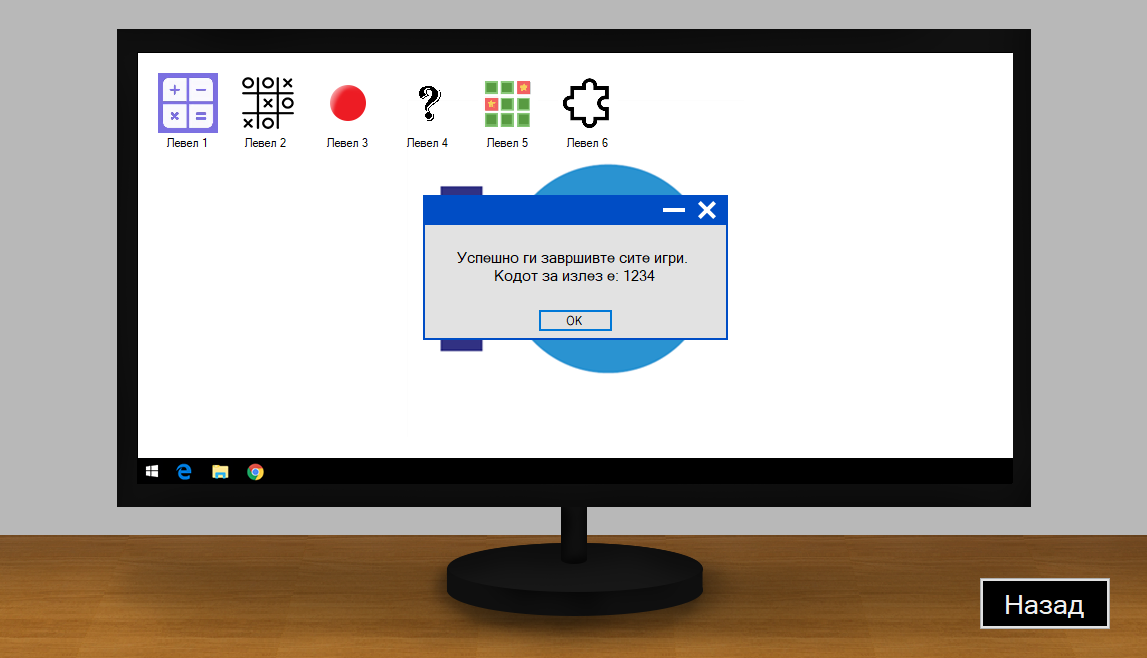 Левел 1
Левел 2
Левел 3
Левел 4
Левел 5
Левел 6
Успешно ги завршивте сите игри.
Кодот за излез е: 1234
OK
Назад